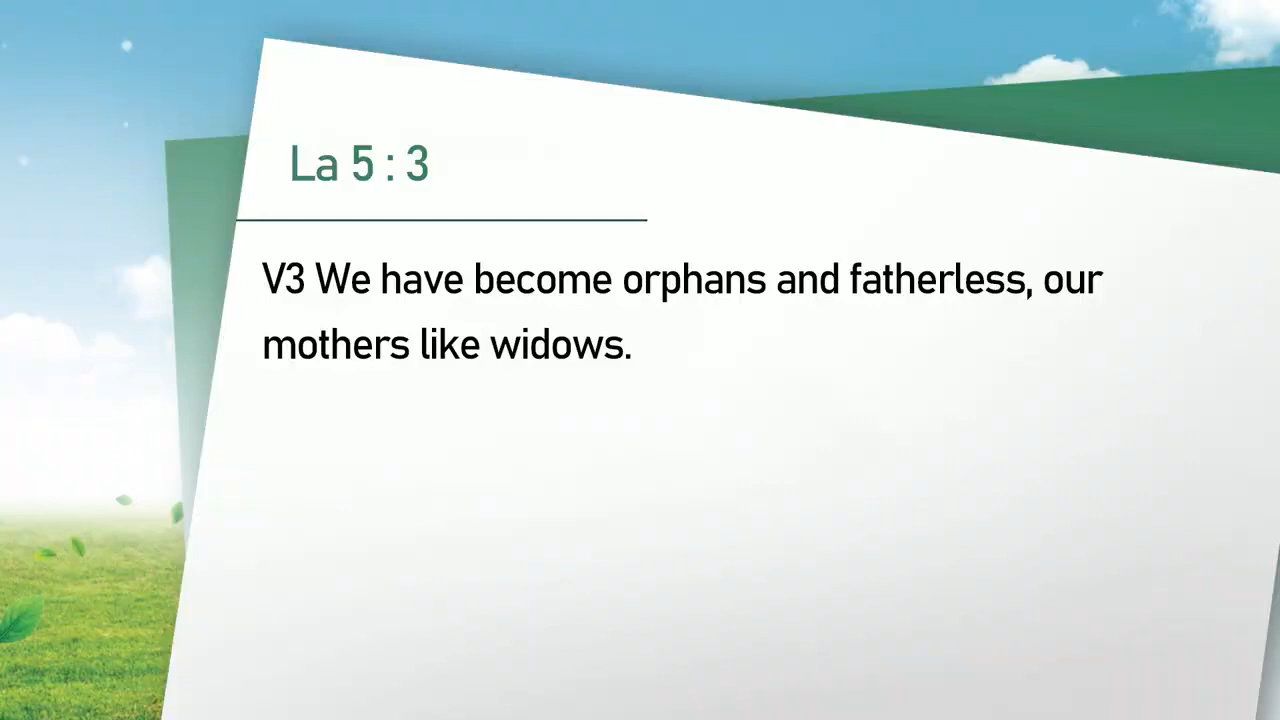 La 5 : 3
V3 We have become orphans and fatherless, our
mothers like widows.